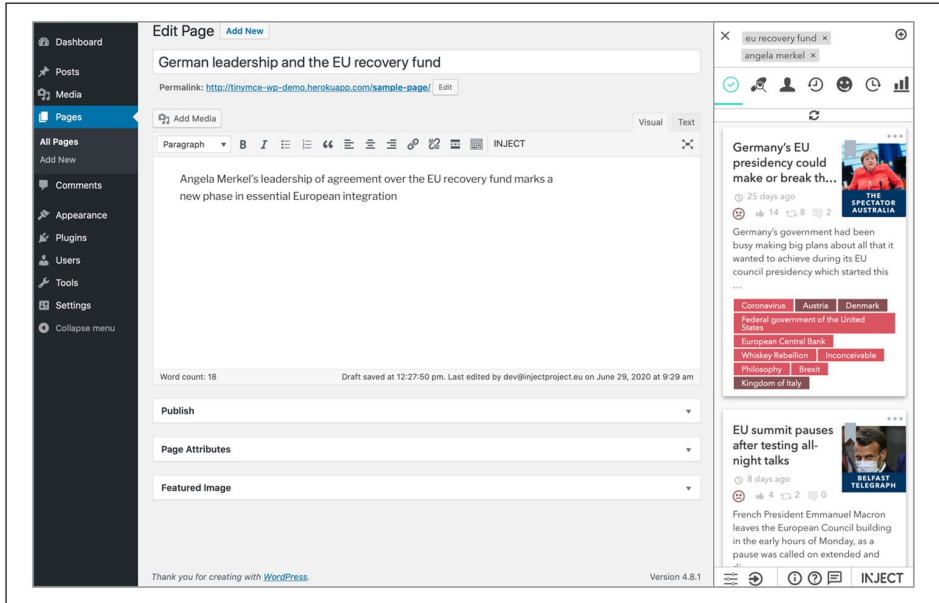 Dashboard
Posts
Media
Pages
All Pages
Add New
Comments
Appearance
Plugins
Users
Tools
Settings
Collapse menu
Edit Page Add New
German leadership and the EU recovery fund
Permalink: http://tinymce-wp-demo.herokuapp.com/sample-page/ Edit
Add Media
Visual Text
Paragraph B I INJECT
Angela Merkel's leadership of agreement over the EU recovery fund marks a
new phase in essential European integration
Word count: 18 Draft saved at 12:27:50 pm. Last edited by dev@injectproject.eu on June 29, 2020 at 9:29 am
Publish
Page Attributes
Featured Image
Thank you for creating with WordPress. Version 4.8.1
eu recovery fund ×
angela merkel ×
Germany's EU
presidency could
make or break th...
25 days ago
14 8 2
THE
SPECTATOR
AUSTRALIA
Germany's government had been
busy making big plans about all that it
wanted to achieve during its EU
council presidency which started this
...
Coronavirus Austria Denmark
Federal government of the United
States
European Central Bank
Whiskey Rebellion Inconceivable
Philosophy Brexit
Kingdom of Italy
EU summit pauses
after testing all-
night talks
8 days ago
4 2 0
BELFAST
TELEGRAPH
French President Emmanuel Macron
leaves the European Council building
in the early hours of Monday, as a
pause was called on extended and
INJECT